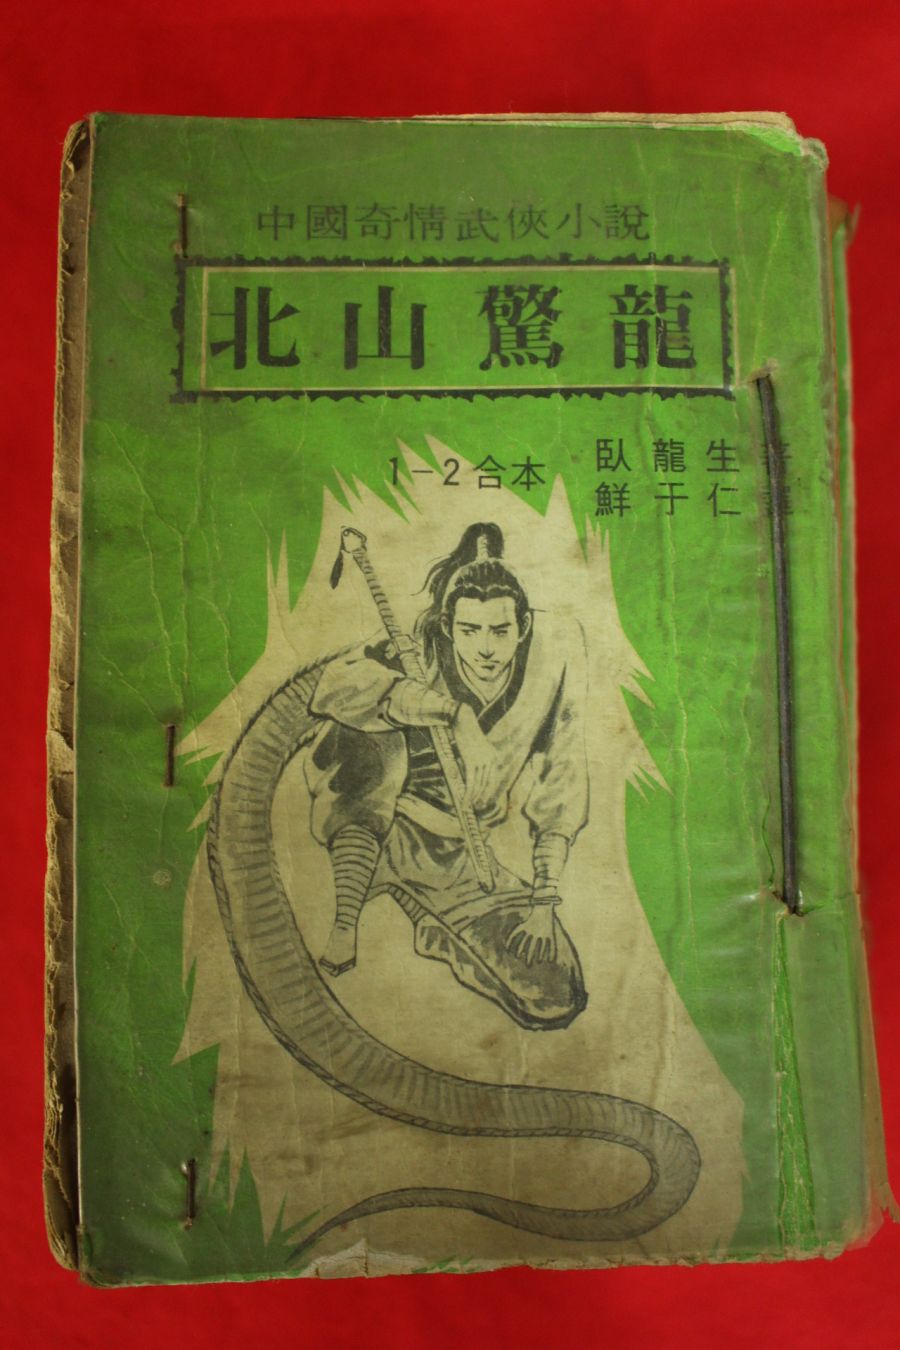 中國奇情武俠小說
北山驚龍
1-2合本
臥龍生
鮮于仁